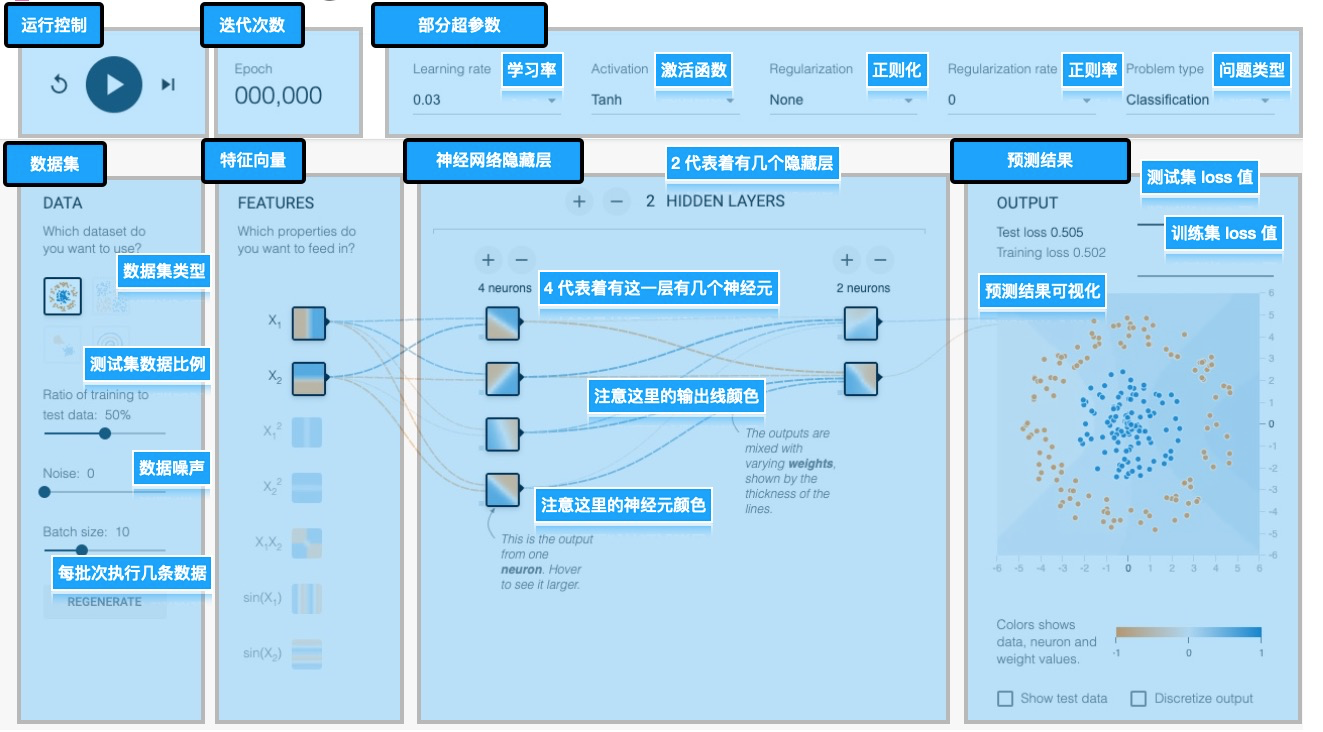 运行控制
迭代次数
部分超参数
Epoch
000,000
Learning rate
学习率
0.03
Activation
激活函数
Tanh
Regularization
正则化
None
Regularization rate
正则率
0
Problem type
问题类型
Classification
数据集
DATA
Which dataset do
you want to use?
数据集类型
测试集数据比例
Ratio of training to
test data: 50%
数据噪声
Noise: 0
Batch size: 10
每批次执行几条数据
REGENERATE
特征向量
FEATURES
Which properties do
you want to feed in?
X₁
X₂
X₁²
X₂²
X₁X₂
sin(X₁)
sin(X₂)
神经网络隐藏层
2 代表着有几个隐藏层
+ − 2 HIDDEN LAYERS
+ −
4 neurons
4 代表着有这一层有几个神经元
+ −
2 neurons
注意这里的输出线颜色
The outputs are
mixed with
varying weights,
shown by the
thickness of the
lines.
注意这里的神经元颜色
This is the output
from one
neuron. Hover
to see it larger.
预测结果
测试集 loss 值
OUTPUT
Test loss 0.505
训练集 loss 值
Training loss 0.502
预测结果可视化
6
5
4
3
2
1
0
-1
-2
-3
-4
-5
-6
-6 -5 -4 -3 -2 -1 0 1 2 3 4 5 6
Colors shows
data, neuron and
weight values.
-1 0 1
Show test data
Discretize output